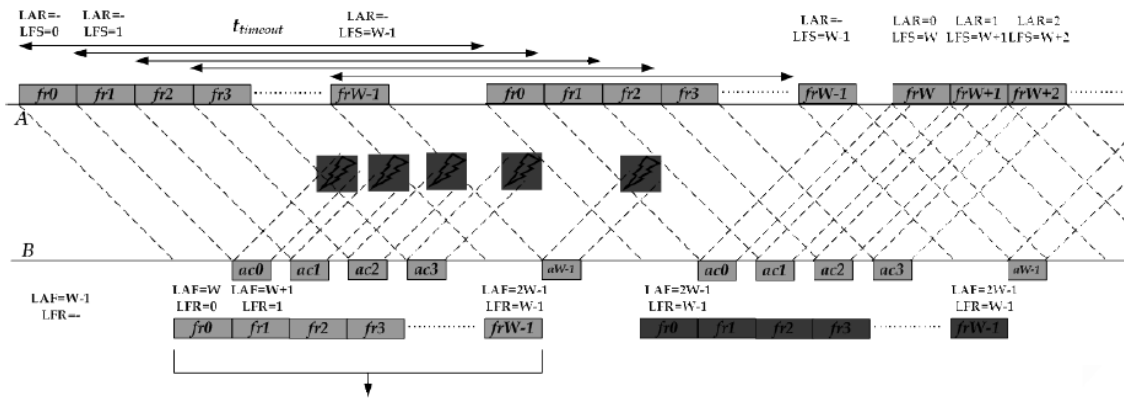 LAR=- LAR=- LAR=- LAR=- LAR=0 LAR=1 LAR=2
LFS=0 LFS=1 t_timeout LFS=W-1 LFS=W-1 LFS=W LFS=W+1 LFS=W+2
fr0 fr1 fr2 fr3 frW-1 fr0 fr1 fr2 fr3 frW-1 frW frW+1 frW+2
A
B
ac0 ac1 ac2 ac3 aW-1 ac0 ac1 ac2 ac3 aW-1
LAF=W-1 LAF=W LAF=W+1 LAF=2W-1 LAF=2W-1 LAF=2W-1
LFR=- LFR=0 LFR=1 LFR=W-1 LFR=W-1 LFR=W-1
fr0 fr1 fr2 fr3 frW-1 fr0 fr1 fr2 fr3 frW-1